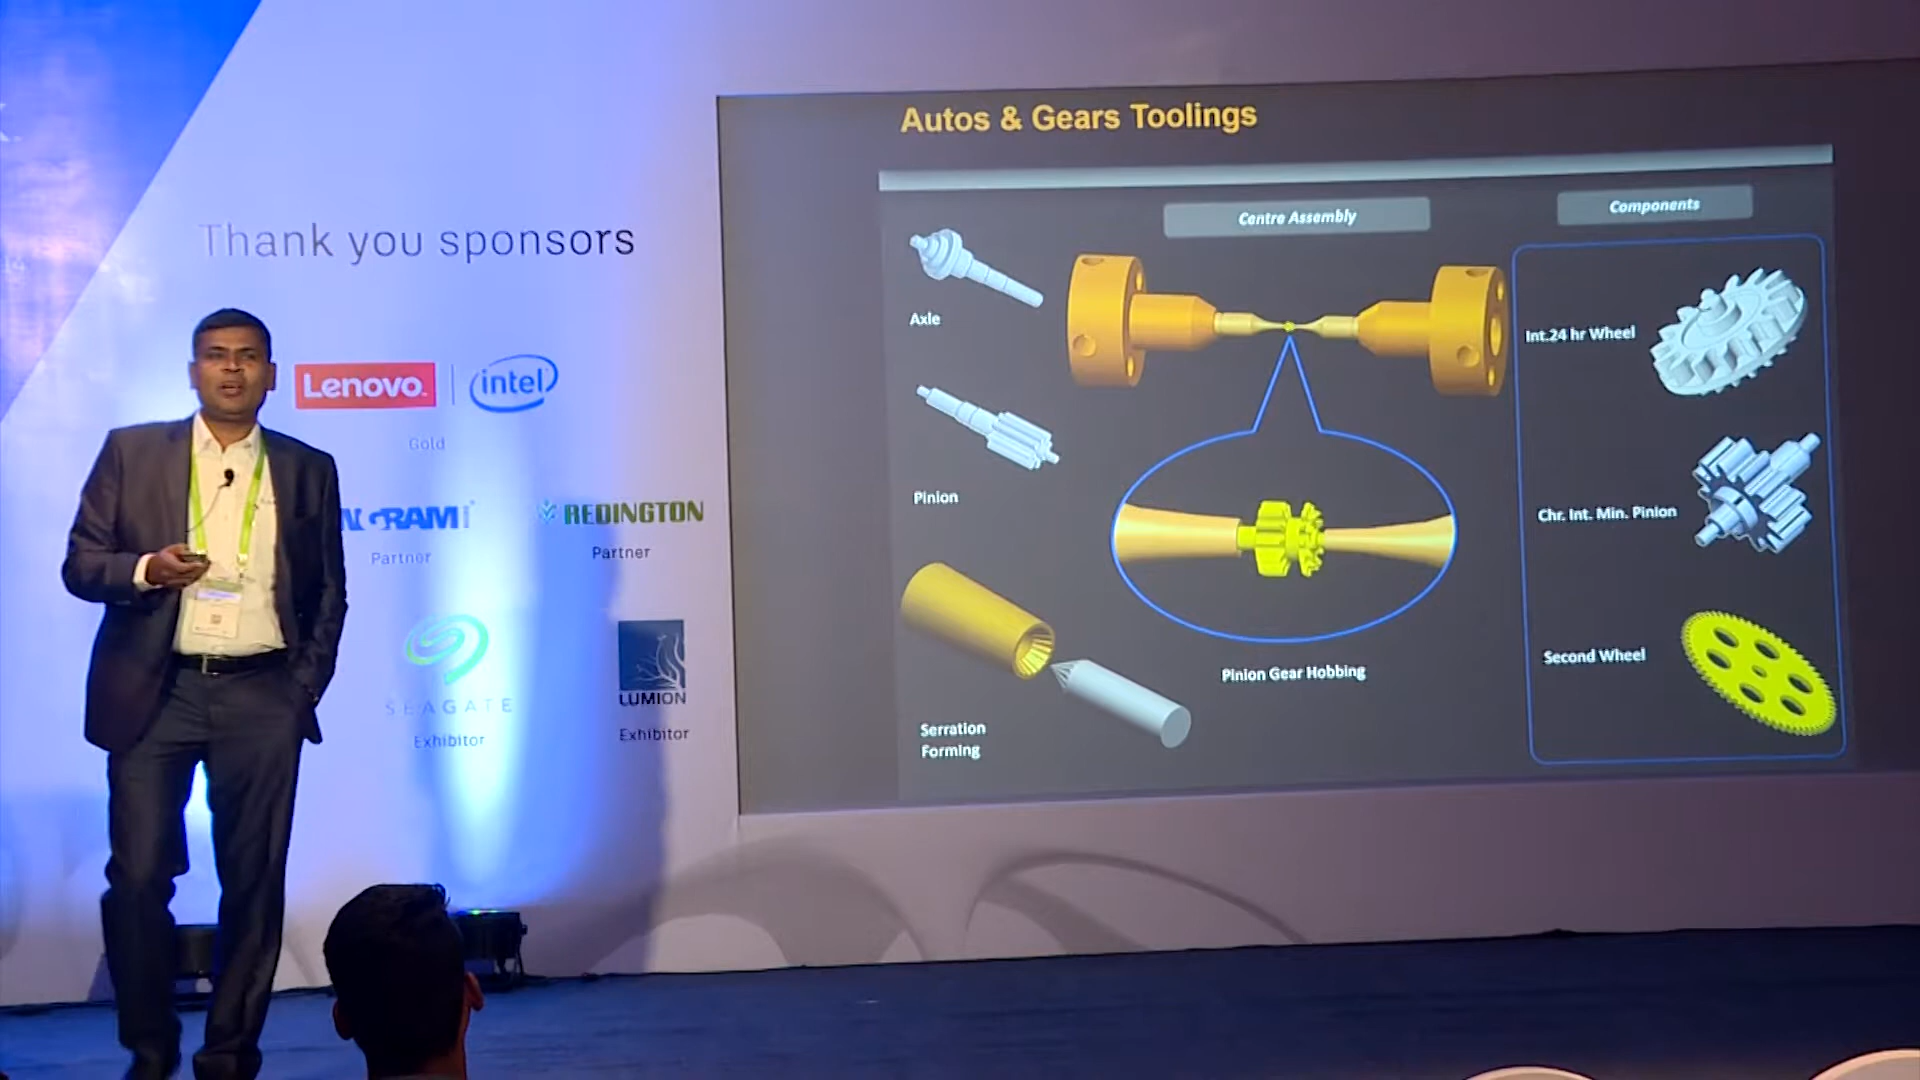 Thank you sponsors
Lenovo
intel
Gold
Partner
REDINGTON
Partner
SEAGATE
Exhibitor
LUMION
Exhibitor
Autos & Gears Toolings
Centre Assembly
Components
Axle
Pinion
Serration
Forming
Pinion Gear Hobbing
Int.24 hr Wheel
Chr. Int. Min. Pinion
Second Wheel